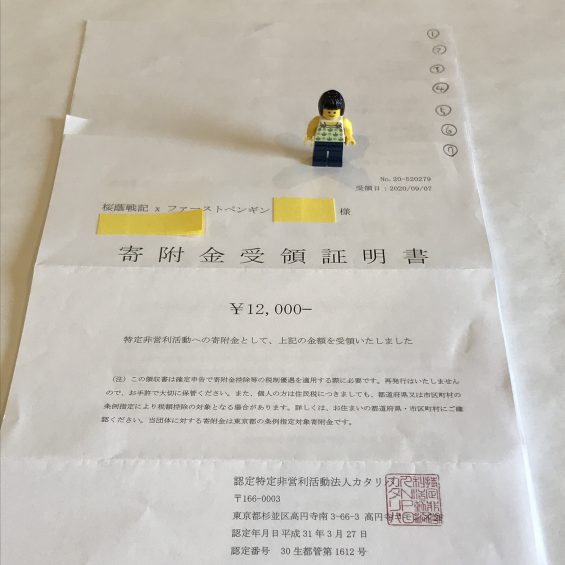 ①
②
③
④
⑤
⑥
⑦
No.20-520279
受領日：2020/09/07
桜蔭戦記 x ファーストペンギン 様
寄附金受領証明書
￥12,000−
特定非営利活動への寄附金として、上記の金額を受領いたしました
（注）この領収書は確定申告で寄附金控除等の税制優遇を適用する際に必要です。再発行はいたしません
ので、お手許で大切に保管ください。また、個人の方は住民税につきましても、都道府県又は市区町村の
条例指定により税額控除の対象となる場合があります。詳しくは、お住まいの都道府県・市区町村にご確
認ください。当団体に対する寄附金は東京都の条例指定対象寄附金です。
認定特定非営利活動法人カタリ
〒166-0003
東京都杉並区高円寺南 3-66-3 高円寺
認定年月日平成 31 年 3 月 27 日
認定番号 30 生都管第 1612 号